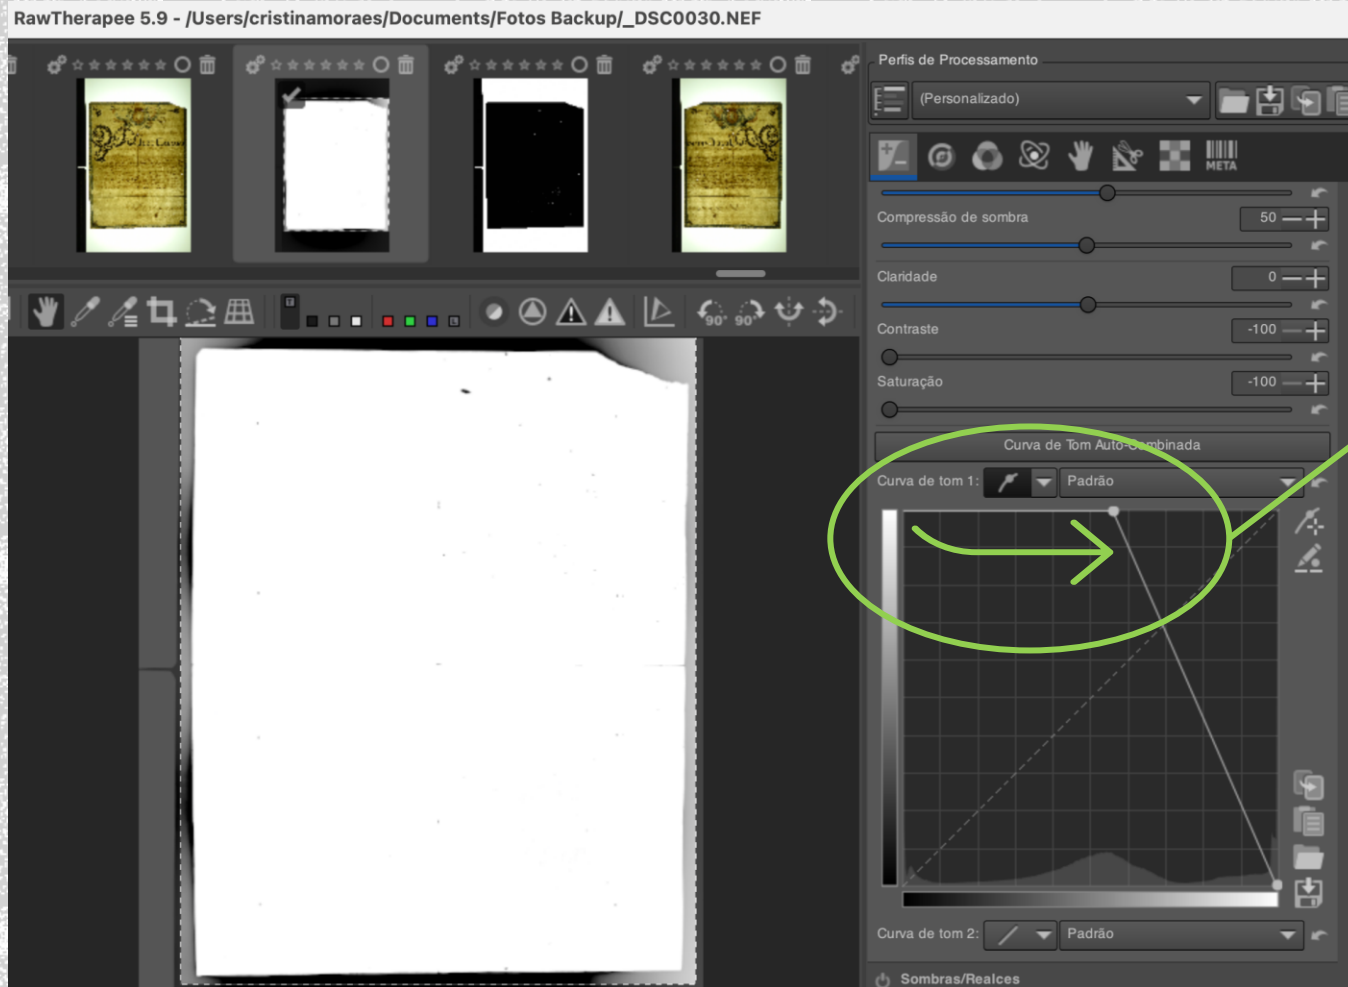 RawTherapee 5.9 - /Users/cristinamoraes/Documents/Fotos Backup/_DSC0030.NEF
Perfis de Processamento
(Personalizado)
META
Compressão de sombra
50
Claridade
0
Contraste
-100
Saturação
-100
Curva de Tom Auto-Combinada
Curva de tom 1:
Padrão
90°
90°
Curva de tom 2:
Padrão
Sombras/Realces